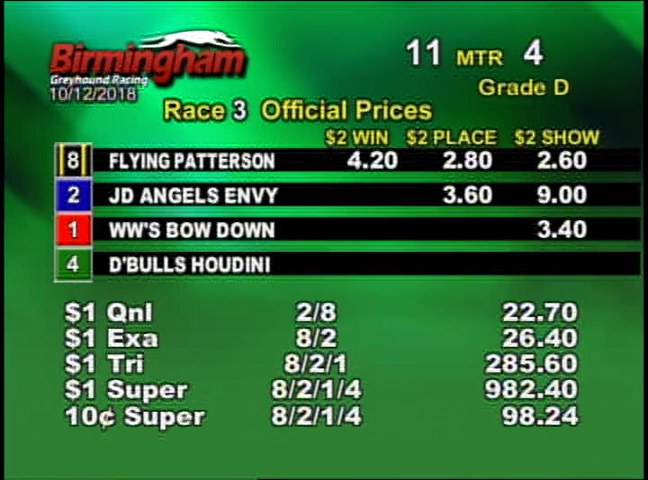 Birmingham
Greyhound Racing
10/12/2018
11 MTR 4
Grade D
Race 3 Official Prices
$2 WIN $2 PLACE $2 SHOW
8 FLYING PATTERSON 4.20 2.80 2.60
2 JD ANGELS ENVY 3.60 9.00
1 WW'S BOW DOWN 3.40
4 D'BULLS HOUDINI
$1 Qnl 2/8 22.70
$1 Exa 8/2 26.40
$1 Tri 8/2/1 285.60
$1 Super 8/2/1/4 982.40
10¢ Super 8/2/1/4 98.24